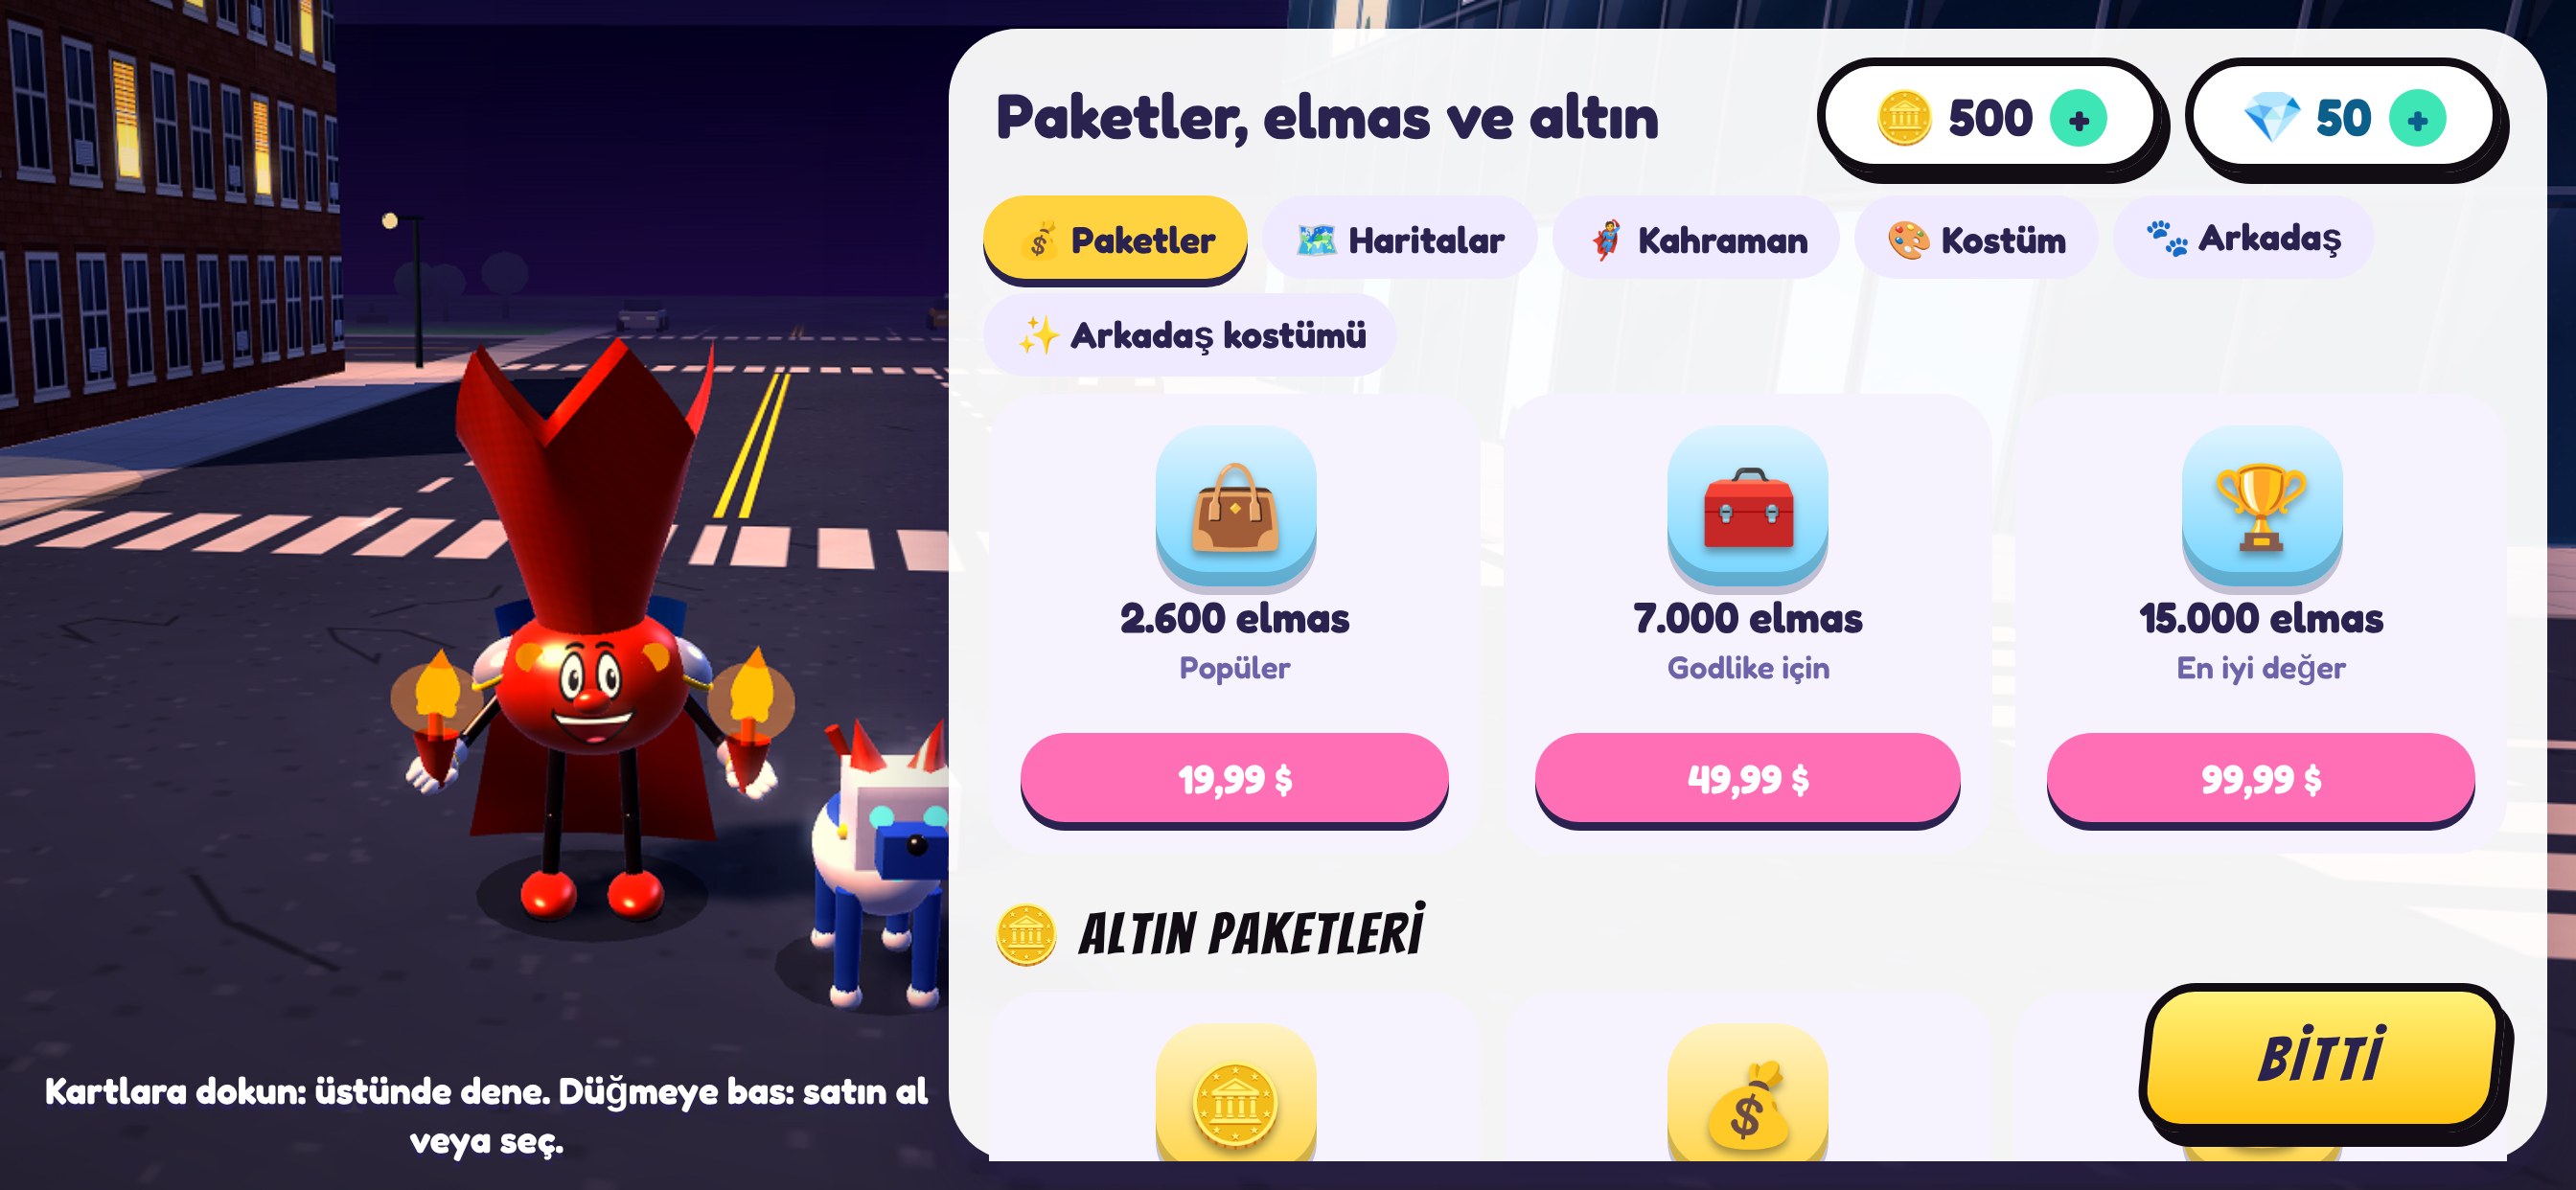 Paketler, elmas ve altın
500 +
50 +
Paketler
Haritalar
Kahraman
Kostüm
Arkadaş
Arkadaş kostümü
2.600 elmas
Popüler
19,99 $
7.000 elmas
Godlike için
49,99 $
15.000 elmas
En iyi değer
99,99 $
ALTIN PAKETLERİ
BİTTİ
Kartlara dokun: üstünde dene. Düğmeye bas: satın al
veya seç.